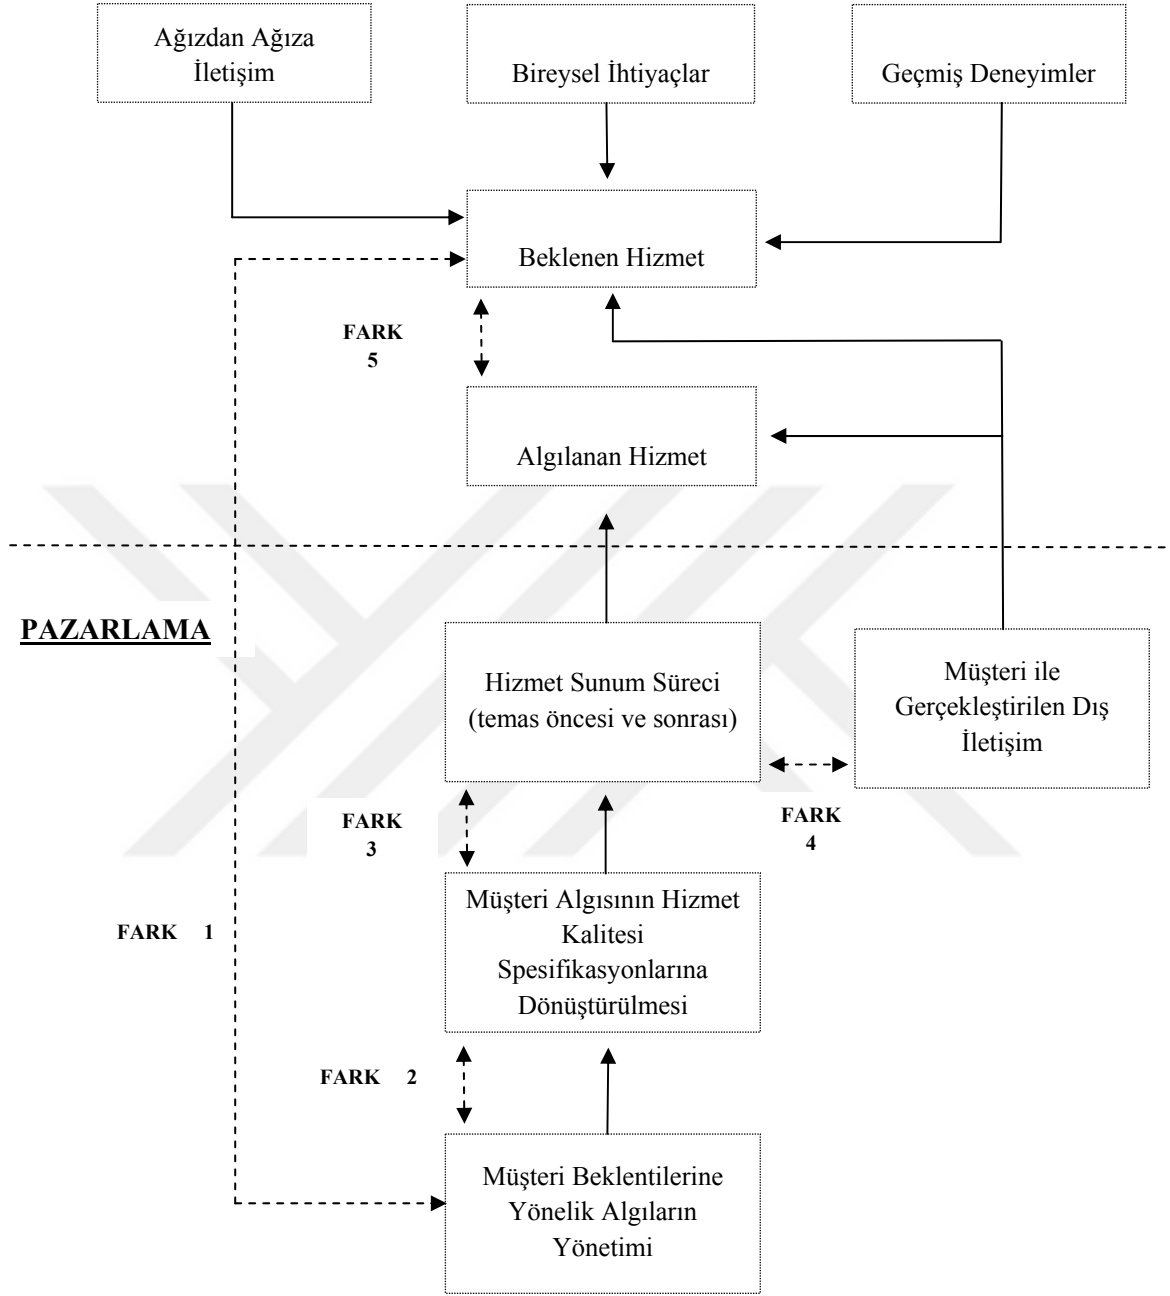 Ağızdan Ağıza
İletişim
Bireysel İhtiyaçlar
Geçmiş Deneyimler
Beklenen Hizmet
FARK
5
Algılanan Hizmet
PAZARLAMA
Hizmet Sunum Süreci
(temas öncesi ve sonrası)
Müşteri ile
Gerçekleştirilen Dış
İletişim
FARK
3
FARK
4
Müşteri Algısının Hizmet
Kalitesi
Spesifikasyonlarına
Dönüştürülmesi
FARK 1
FARK 2
Müşteri Beklentilerine
Yönelik Algıların
Yönetimi